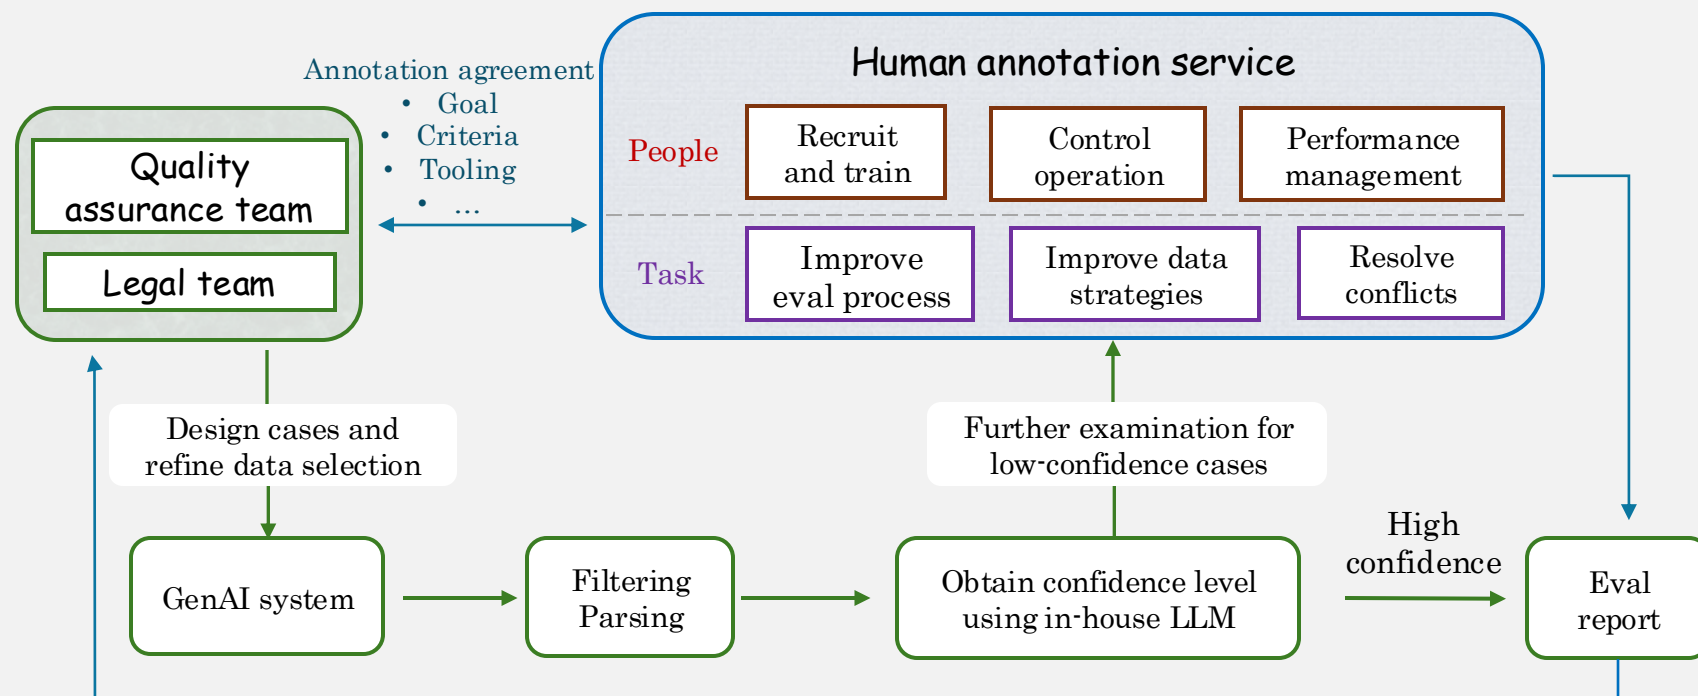 Human annotation service
Annotation agreement
• Goal
• Criteria
• Tooling
• ...
Quality
assurance team
Legal team
People
Recruit
and train
Control
operation
Performance
management
Task
Improve
eval process
Improve data
strategies
Resolve
conflicts
Design cases and
refine data selection
Further examination for
low-confidence cases
GenAI system
Filtering
Parsing
Obtain confidence level
using in-house LLM
High
confidence
Eval
report